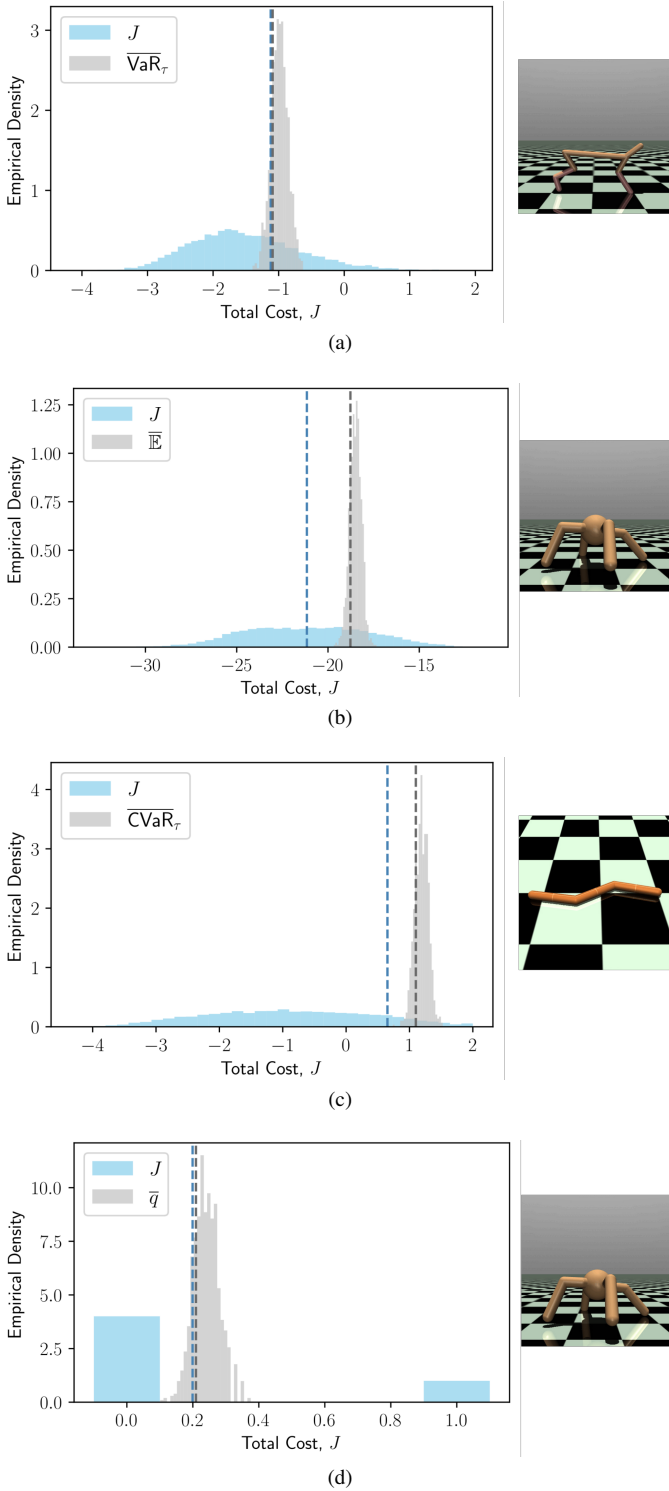 J
VaR̅_τ
Empirical Density
3
2
1
0
−4 −3 −2 −1 0 1 2
Total Cost, J
(a)
J
𝔼̅
Empirical Density
1.25
1.00
0.75
0.50
0.25
0.00
−30 −25 −20 −15
Total Cost, J
(b)
J
CVaR̅_τ
Empirical Density
4
3
2
1
0
−4 −3 −2 −1 0 1 2
Total Cost, J
(c)
J
q̅
Empirical Density
10.0
7.5
5.0
2.5
0.0
0.0 0.2 0.4 0.6 0.8 1.0
Total Cost, J
(d)